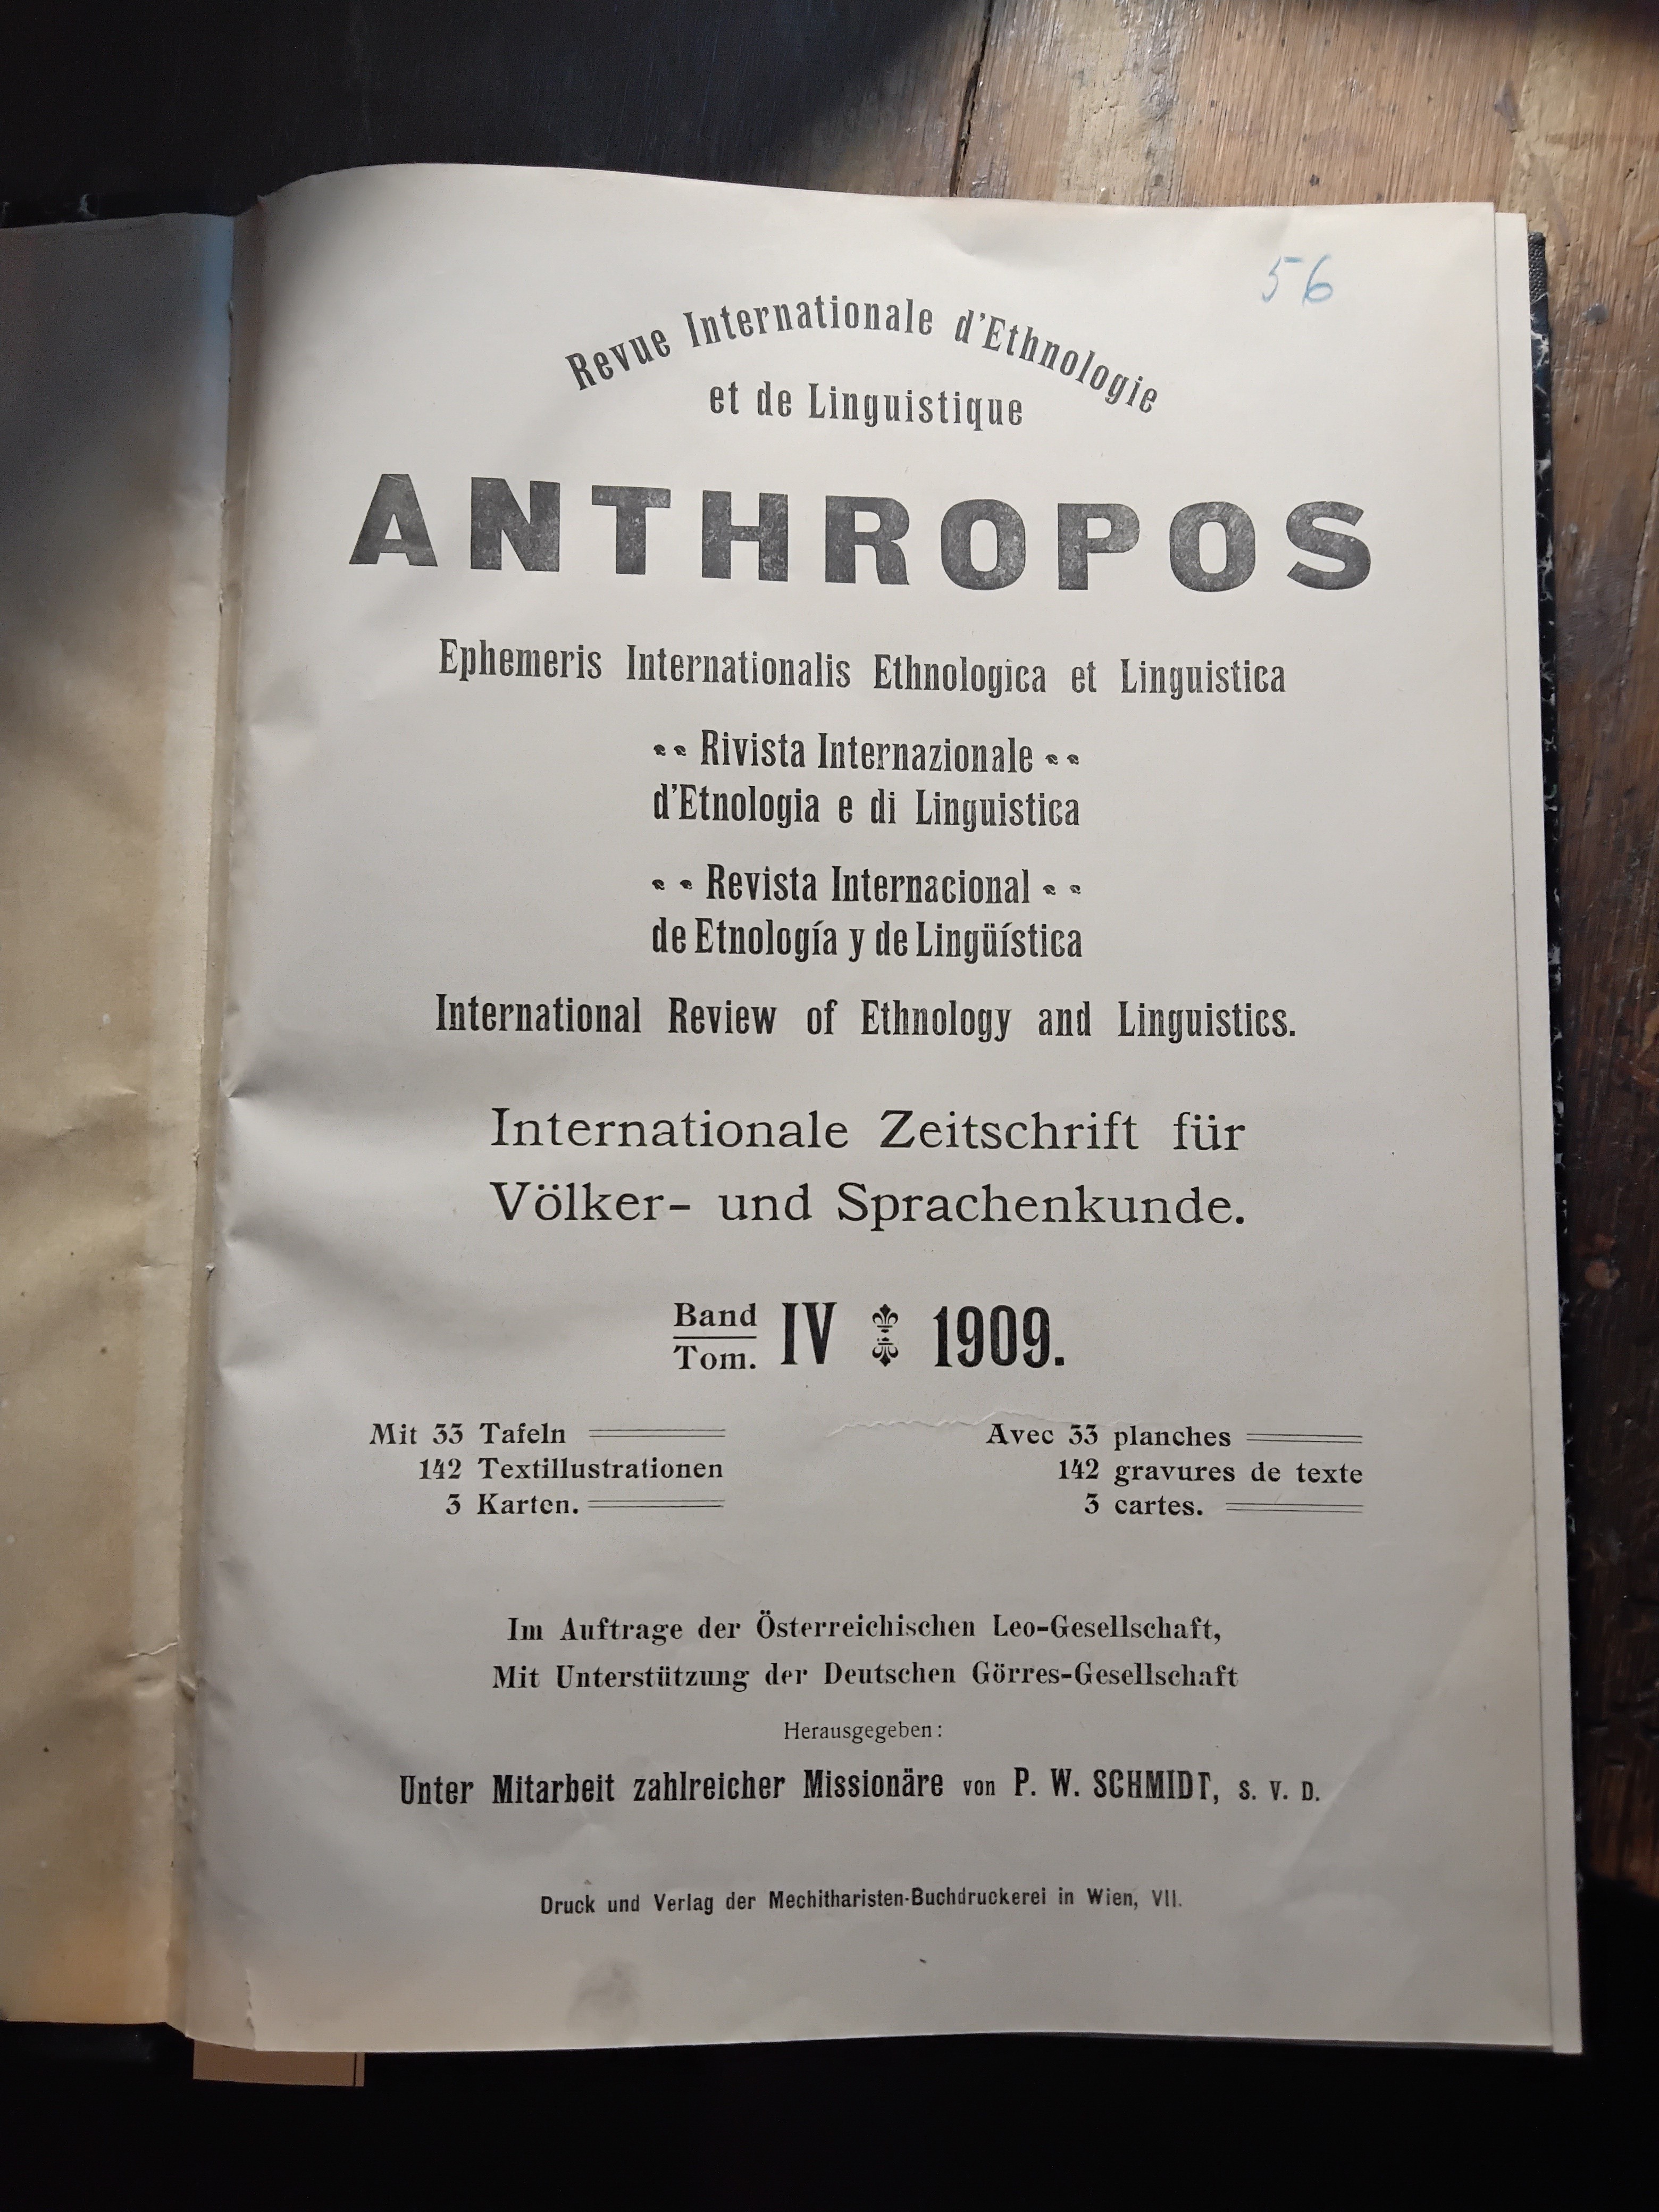 56
Revue Internationale d'Ethnologie
et de Linguistique
ANTHROPOS
Ephemeris Internationalis Ethnologica et Linguistica
Rivista Internazionale
d'Etnologia e di Linguistica
Revista Internacional
de Etnología y de Lingüística
International Review of Ethnology and Linguistics.
Internationale Zeitschrift für
Völker- und Sprachenkunde.
Band
Tom. IV 1909.
Mit 33 Tafeln
142 Textillustrationen
3 Karten.
Avec 33 planches
142 gravures de texte
3 cartes.
Im Auftrage der Österreichischen Leo-Gesellschaft,
Mit Unterstützung der Deutschen Görres-Gesellschaft
Herausgegeben:
Unter Mitarbeit zahlreicher Missionäre von P. W. SCHMIDT, S. V. D.
Druck und Verlag der Mechitharisten-Buchdruckerei in Wien, VII.